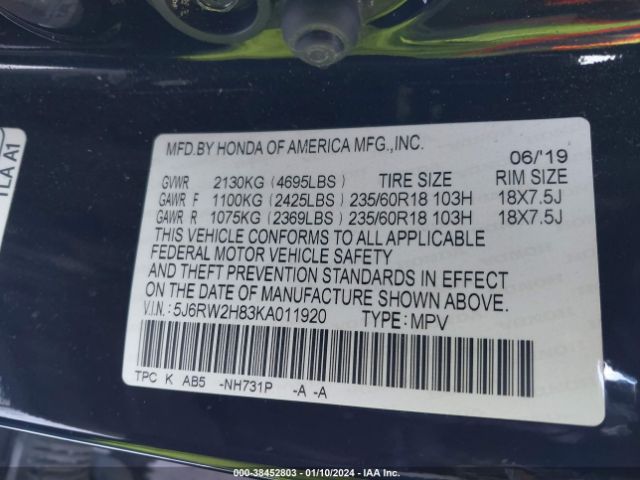 TLA A1
MFD.BY HONDA OF AMERICA MFG.,INC.
06/'19
GVWR 2130KG (4695LBS) TIRE SIZE RIM SIZE
GAWR F 1100KG (2425LBS) 235/60R18 103H 18X7.5J
GAWR R 1075KG (2369LBS) 235/60R18 103H 18X7.5J
THIS VEHICLE CONFORMS TO ALL APPLICABLE
FEDERAL MOTOR VEHICLE SAFETY
AND THEFT PREVENTION STANDARDS IN EFFECT
ON THE DATE OF MANUFACTURE SHOWN ABOVE.
V.I.N.: 5J6RW2H83KA011920 TYPE: MPV
TPC K AB5 -NH731P -A -A
000-38452803 - 01/10/2024 - IAA Inc.